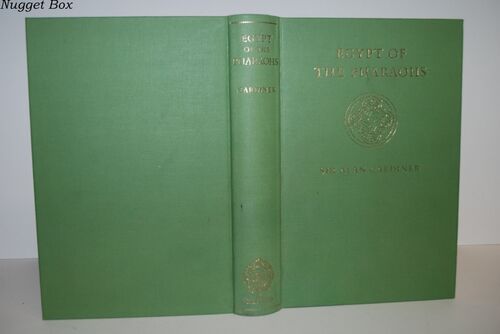 Nugget Box
EGYPT
OF THE
PHARAOHS
GARDINER
EGYPT OF
THE PHARAOHS
SIR ALAN GARDINER